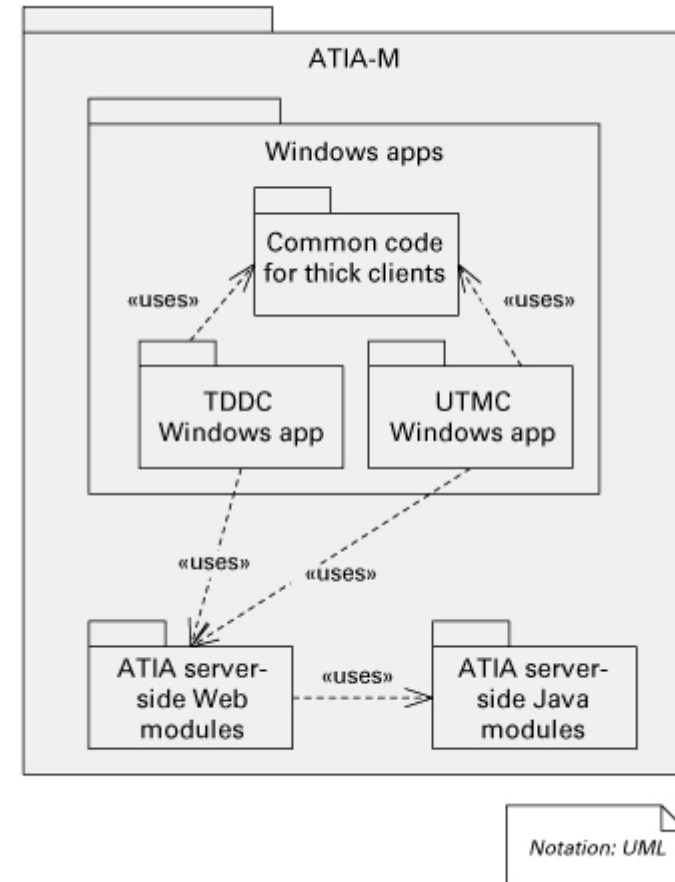 ATIA-M
Windows apps
Common code
for thick clients
«uses»
«uses»
TDDC
Windows app
UTMC
Windows app
«uses»
«uses»
ATIA server-
side Web
modules
«uses»
ATIA server-
side Java
modules
Notation: UML